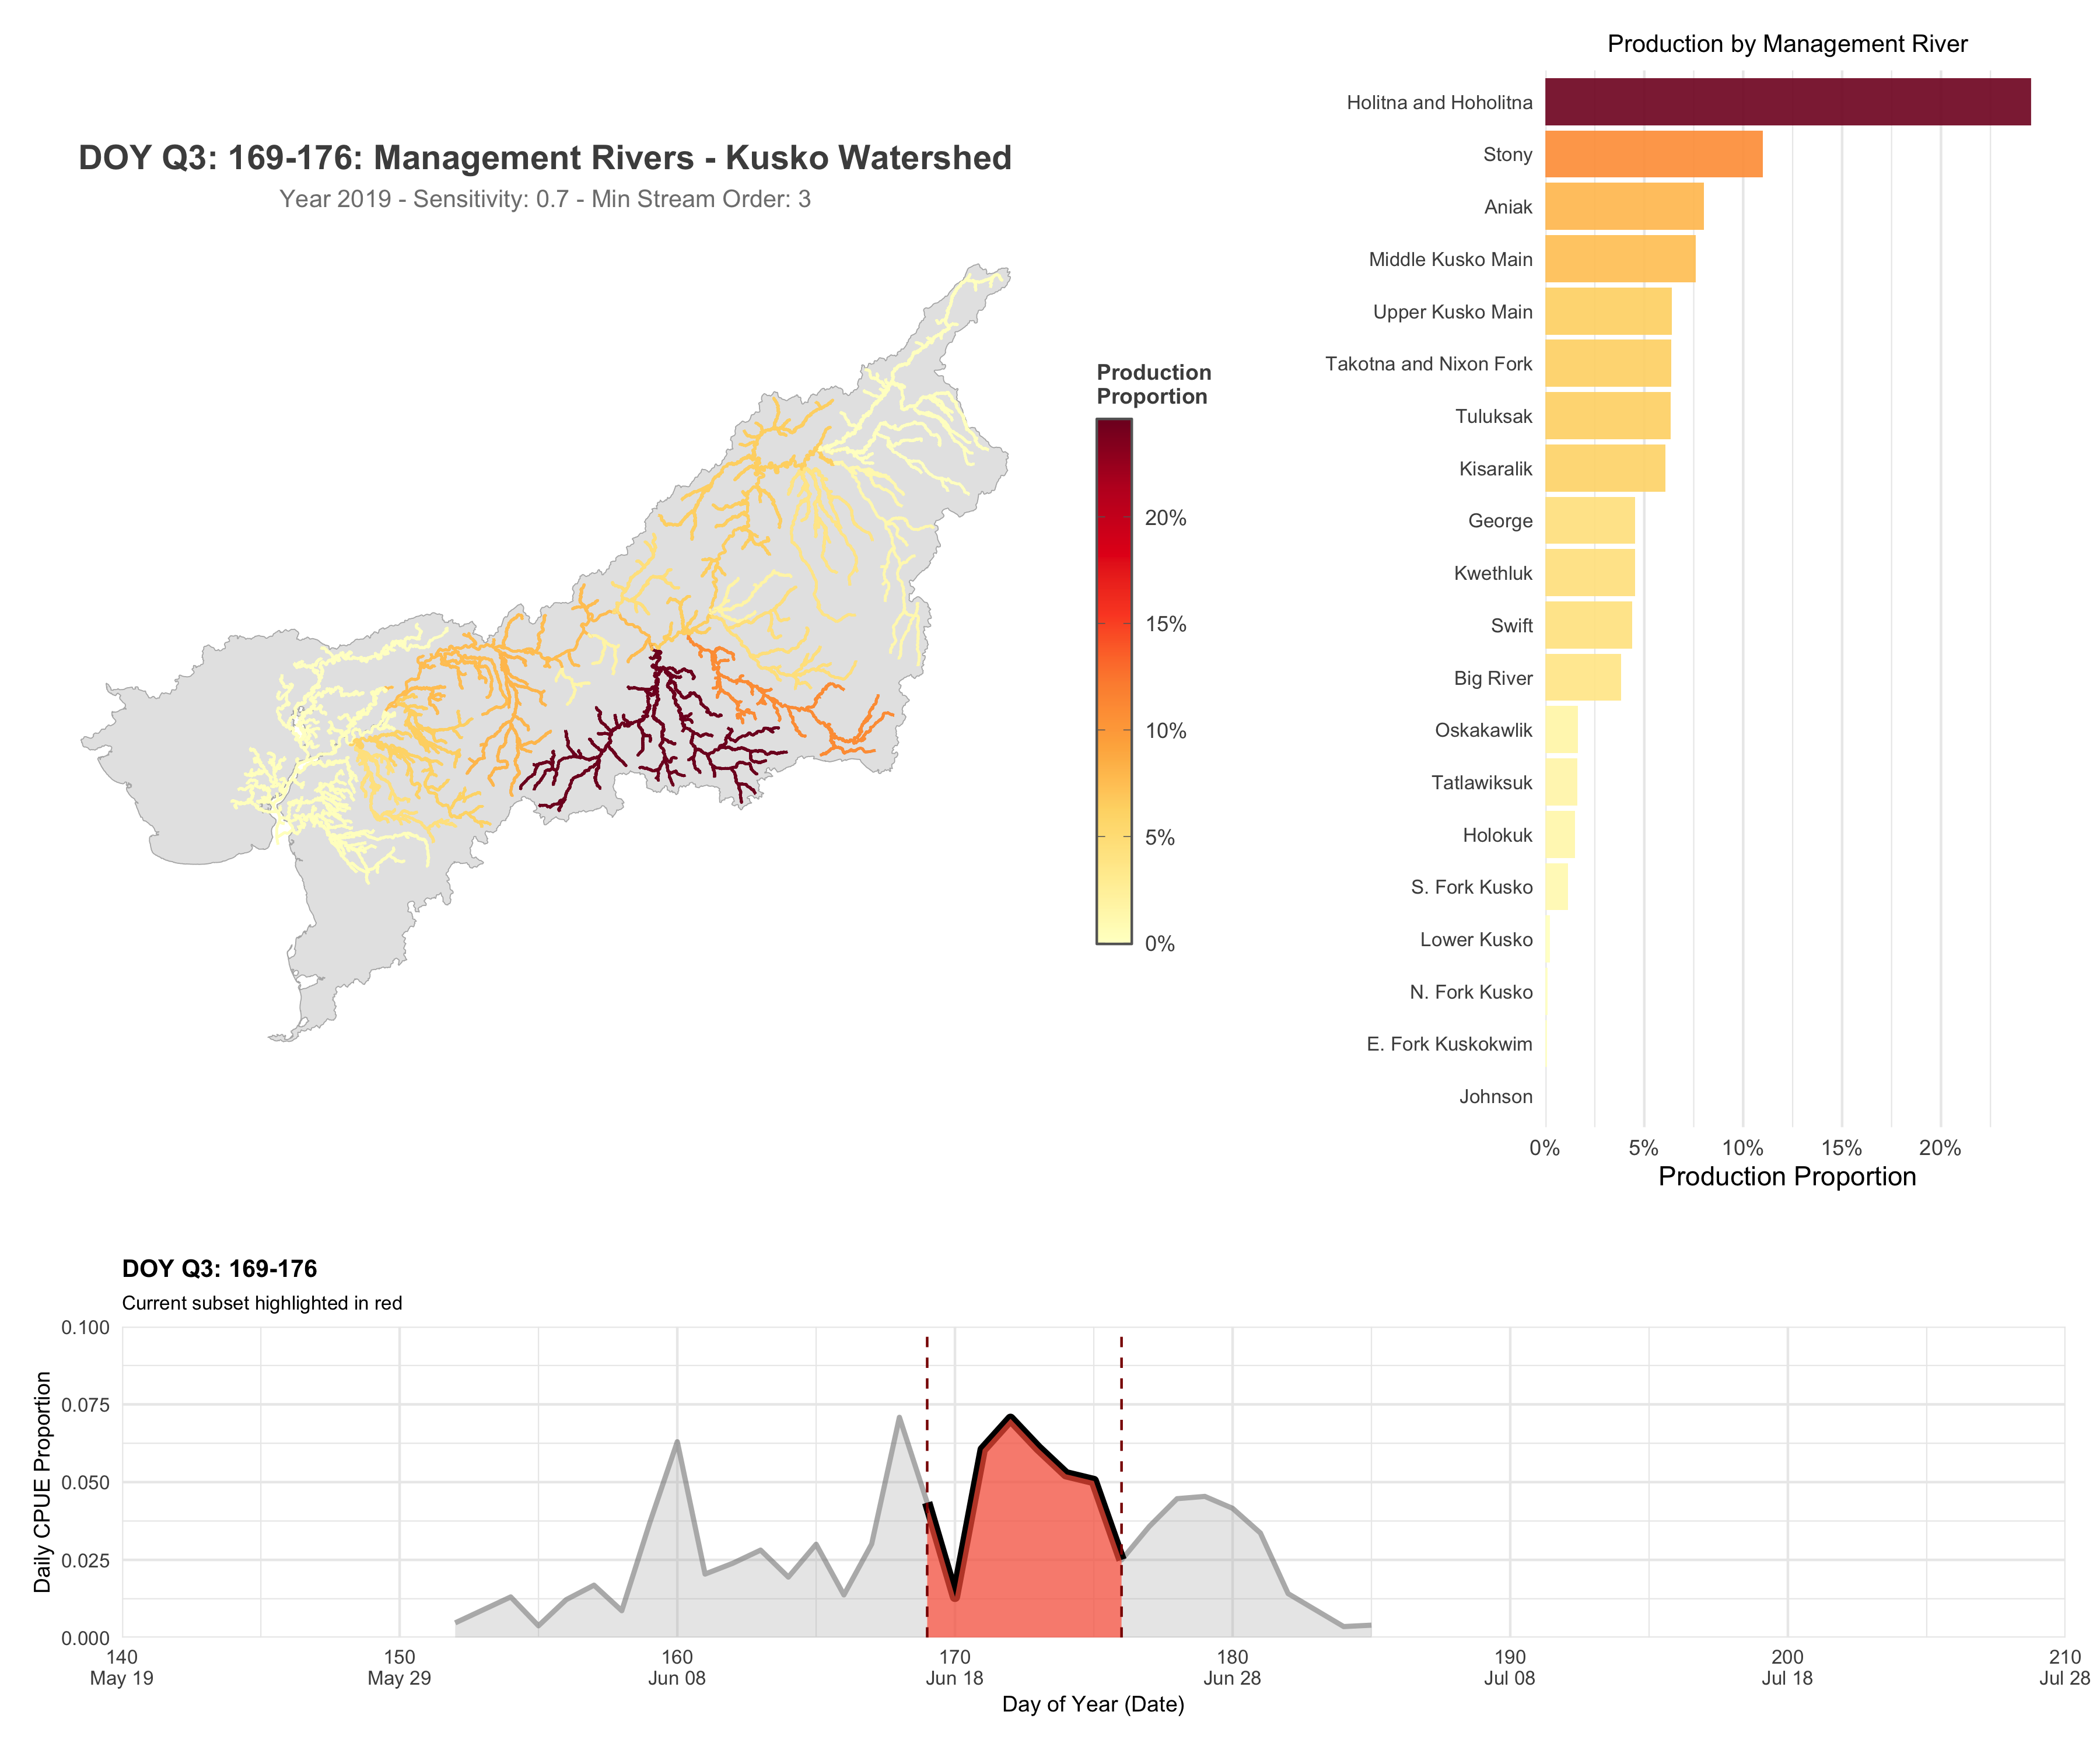 DOY Q3: 169-176: Management Rivers - Kusko Watershed
Year 2019 - Sensitivity: 0.7 - Min Stream Order: 3
Production
Proportion
20%
15%
10%
5%
0%
Production by Management River
Holitna and Hoholitna
Stony
Aniak
Middle Kusko Main
Upper Kusko Main
Takotna and Nixon Fork
Tuluksak
Kisaralik
George
Kwethluk
Swift
Big River
Oskakawlik
Tatlawiksuk
Holokuk
S. Fork Kusko
Lower Kusko
N. Fork Kusko
E. Fork Kuskokwim
Johnson
0% 5% 10% 15% 20%
Production Proportion
DOY Q3: 169-176
Current subset highlighted in red
Daily CPUE Proportion
0.100
0.075
0.050
0.025
0.000
140 150 160 170 180 190 200 210
May 19 May 29 Jun 08 Jun 18 Jun 28 Jul 08 Jul 18 Jul 28
Day of Year (Date)